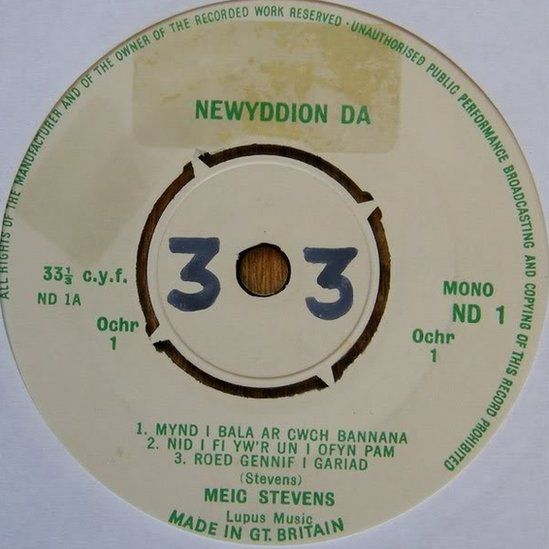 ALL RIGHTS OF THE MANUFACTURER AND OF THE OWNER OF THE RECORDED WORK RESERVED · UNAUTHORISED PUBLIC PERFORMANCE BROADCASTING AND COPYING OF THIS RECORD PROHIBITED
NEWYDDION DA
3 3
33⅓ c.y.f.
ND 1A
Ochr
1
MONO
ND 1
Ochr
1
1. MYND I BALA AR CWCH BANNANA
2. NID I FI YW'R UN I OFYN PAM
3. ROED GENNIF I GARIAD
(Stevens)
MEIC STEVENS
Lupus Music
MADE IN GT. BRITAIN